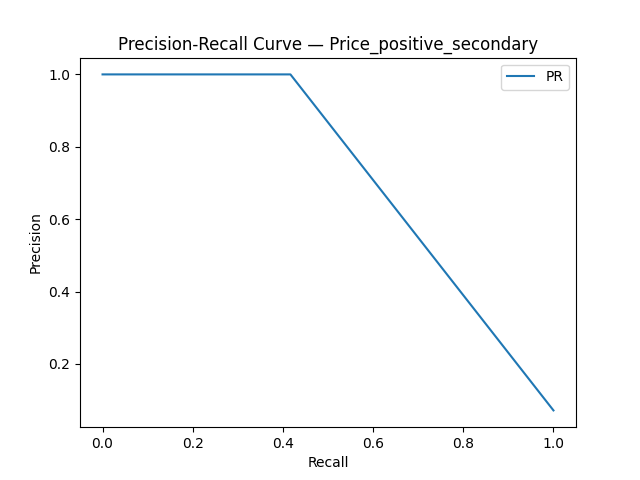 Precision-Recall Curve — Price_positive_secondary
PR
1.0
0.8
0.6
0.4
0.2
Precision
0.0 0.2 0.4 0.6 0.8 1.0
Recall